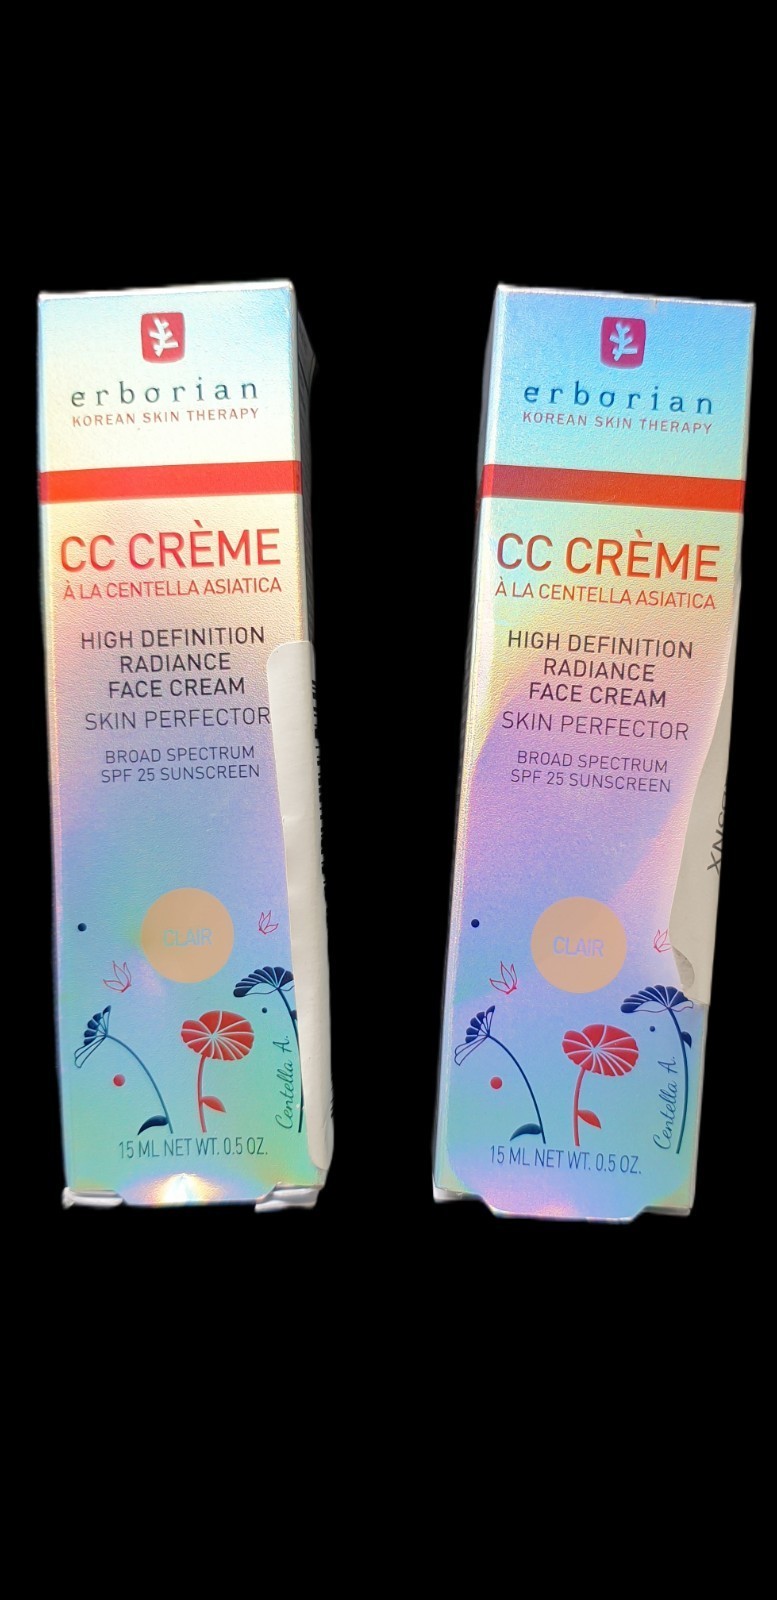 erborian
KOREAN SKIN THERAPY
CC CRÈME
À LA CENTELLA ASIATICA
HIGH DEFINITION
RADIANCE
FACE CREAM
SKIN PERFECTOR
BROAD SPECTRUM
SPF 25 SUNSCREEN
CLAIR
Centella A.
15 ML NET WT. 0.5 OZ.
erborian
KOREAN SKIN THERAPY
CC CRÈME
À LA CENTELLA ASIATICA
HIGH DEFINITION
RADIANCE
FACE CREAM
SKIN PERFECTOR
BROAD SPECTRUM
SPF 25 SUNSCREEN
CLAIR
Centella A.
15 ML NET WT. 0.5 OZ.